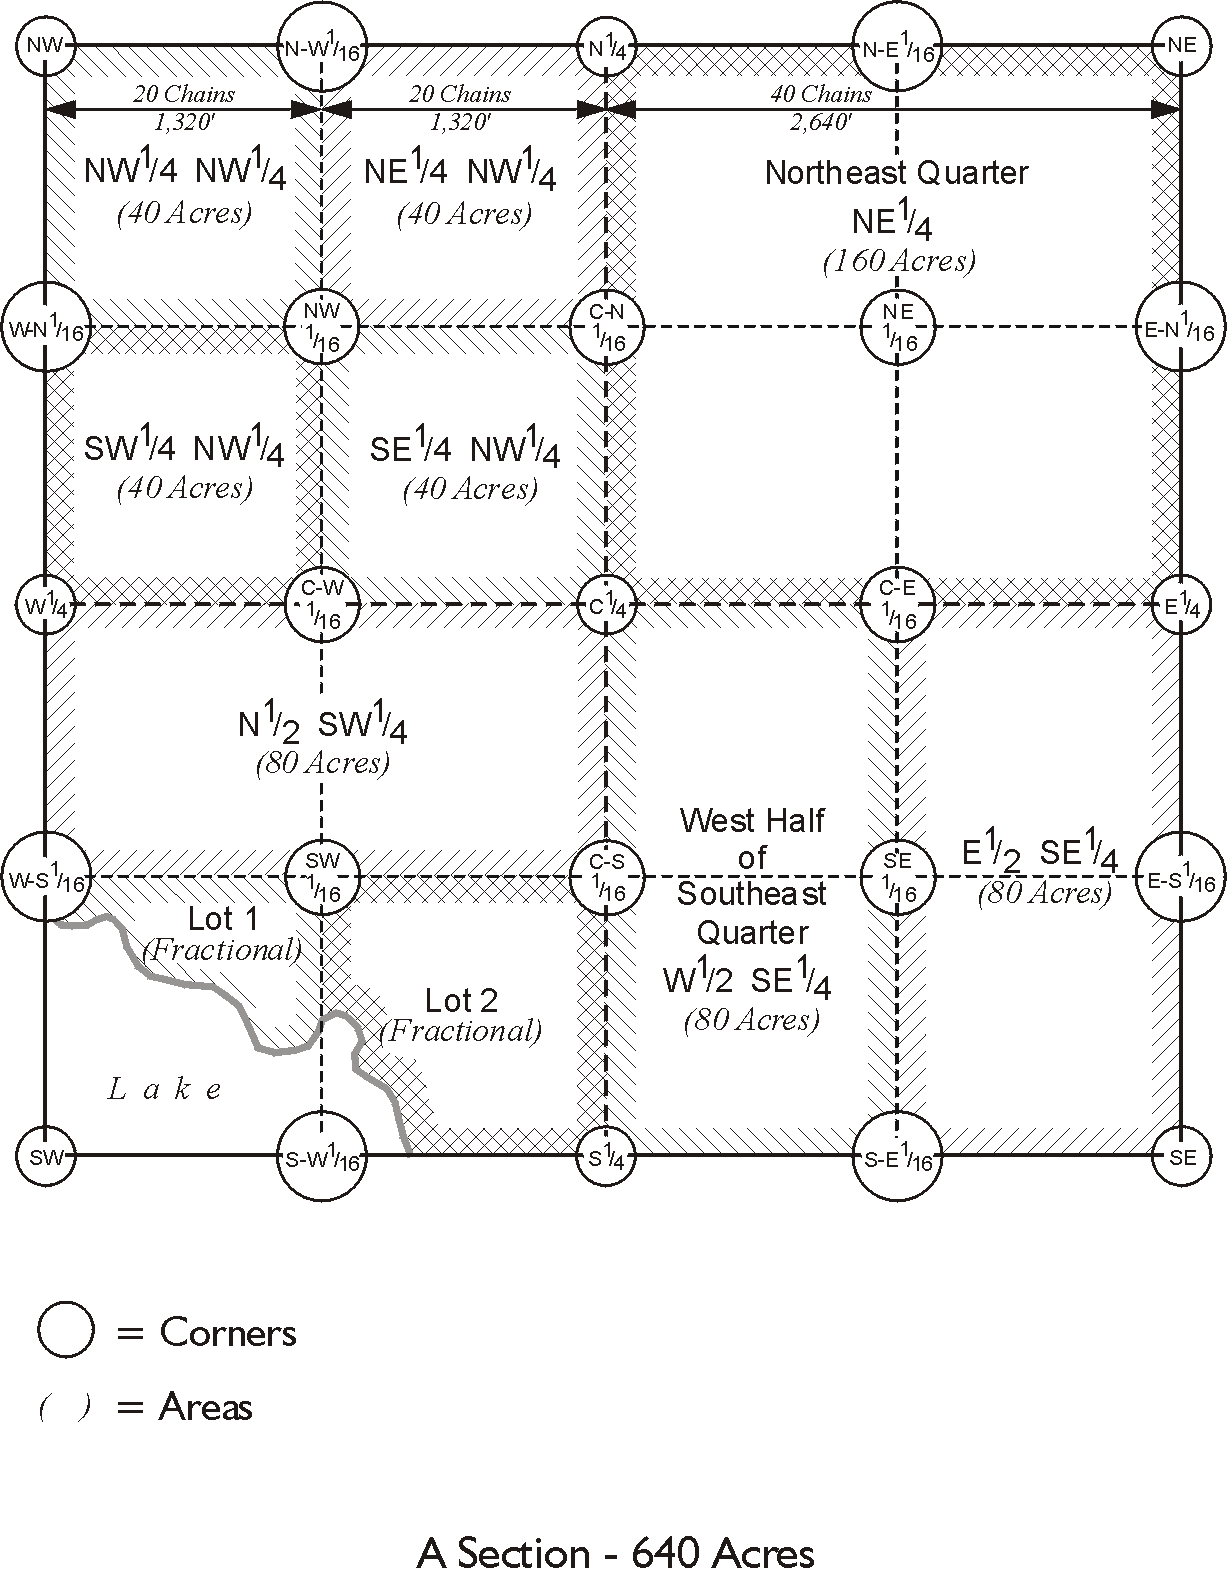 NW N-W1/16 N1/4 N-E1/16 NE
20 Chains 20 Chains 40 Chains
1,320' 1,320' 2,640'
NW1/4 NW1/4
(40 Acres)
NE1/4 NW1/4
(40 Acres)
Northeast Quarter
NE1/4
(160 Acres)
W-N1/16
NW
1/16
C-N
1/16
NE
1/16
E-N1/16
SW1/4 NW1/4
(40 Acres)
SE1/4 NW1/4
(40 Acres)
W1/4
C-W
1/16
C1/4
C-E
1/16
E1/4
N1/2 SW1/4
(80 Acres)
W-S1/16
SW
1/16
C-S
1/16
West Half
of
Southeast
Quarter
W1/2 SE1/4
(80 Acres)
SE
1/16
E1/2 SE1/4
(80 Acres)
E-S1/16
Lot 1
(Fractional)
Lot 2
(Fractional)
Lake
SW S-W1/16 S1/4 S-E1/16 SE
= Corners
( ) = Areas
A Section - 640 Acres